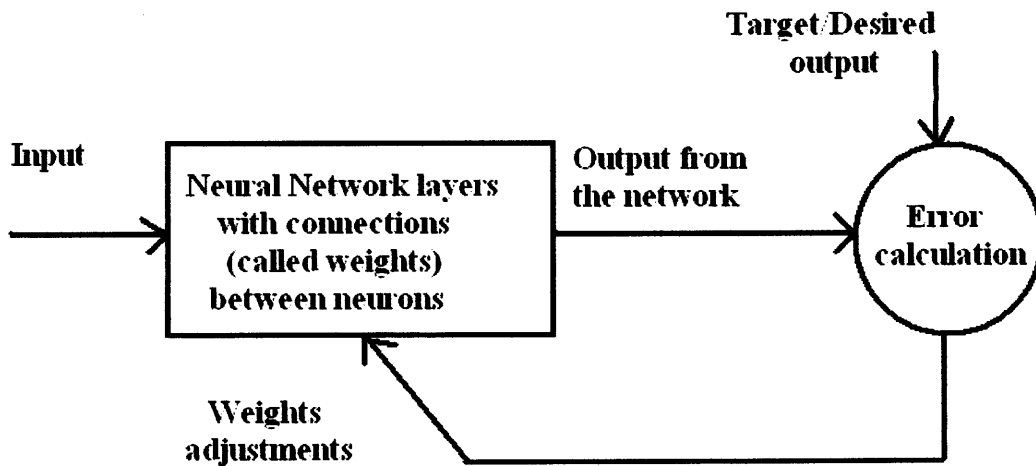 Target/Desired
output
Input
Neural Network layers
with connections
(called weights)
between neurons
Output from
the network
Error
calculation
Weights
adjustments